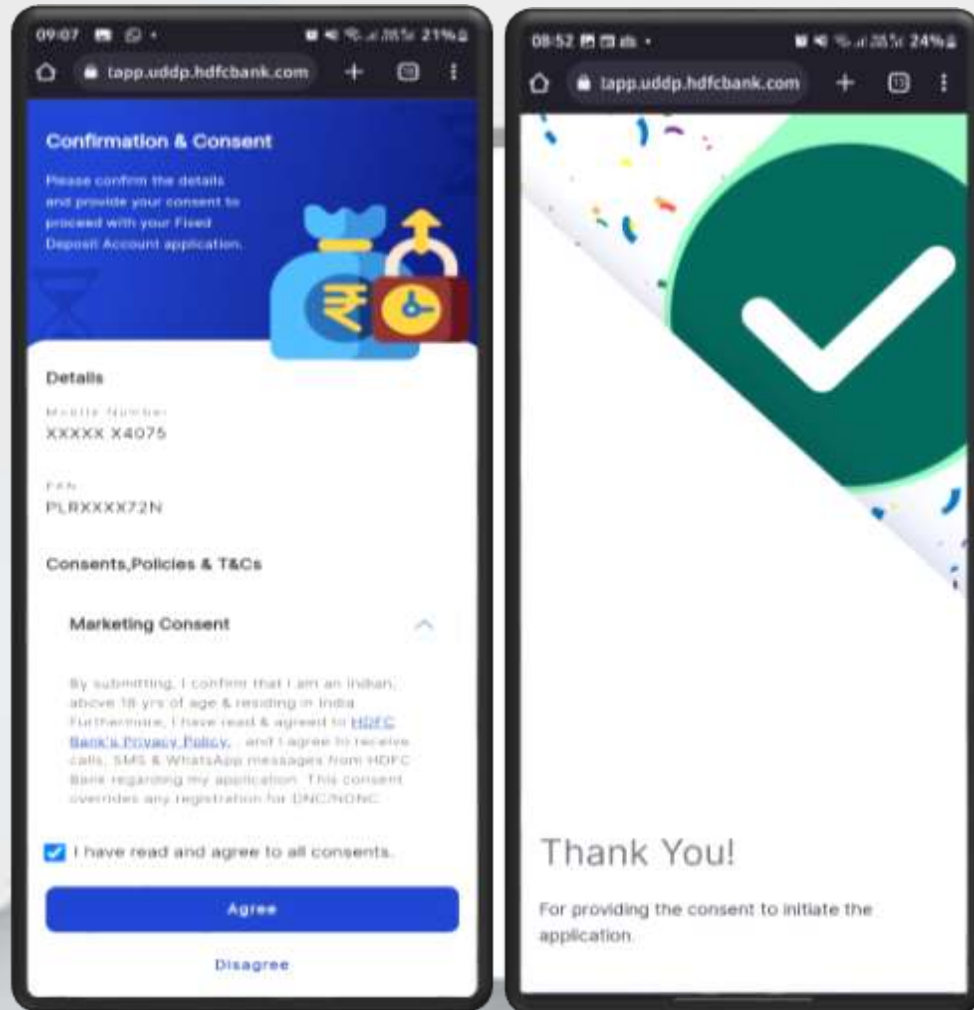 09:07
21%
tapp.uddp.hdfcbank.com
Confirmation & Consent
Please confirm the details
and provide your consent to
proceed with your Fixed
Deposit Account application.
₹
Details
Mobile Number
XXXXX X4075
PAN
PLRXXXX72N
Consents,Policies & T&Cs
Marketing Consent
By submitting, I confirm that I am an Indian,
above 18 yrs of age & residing in India
Furthermore, I have read & agreed to HDFC
Bank's Privacy Policy, and I agree to receive
calls, SMS & WhatsApp messages from HDFC
Bank regarding my application. This consent
overrides any registration for DNC/NDNC
I have read and agree to all consents.
Agree
Disagree
08:52
24%
tapp.uddp.hdfcbank.com
Thank You!
For providing the consent to initiate the
application.